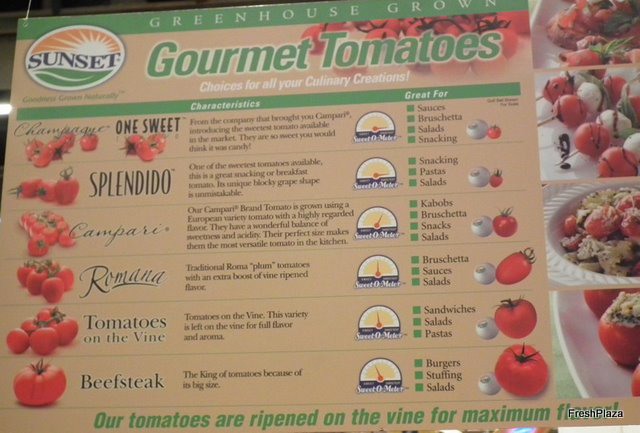 GREENHOUSE GROWN
SUNSET
Gourmet Tomatoes
Goodness Grown Naturally™
Choices for all your Culinary Creations!
Characteristics
Great For
Champagne ONE SWEET™
From the company that brought you Campari®,
introducing the sweetest tomato available
in the market. They are so sweet you would
think it was candy!
Sweet-O-Meter
Sauces
Bruschetta
Salads
Snacking
SPLENDIDO™
One of the sweetest tomatoes available,
this is a great snacking or breakfast
tomato. Its unique blocky grape shape
is unmistakable.
Sweet-O-Meter
Snacking
Pastas
Salads
Campari®
Our Campari® Brand Tomato is grown using a
European variety tomato with a highly regarded
flavor. They have a wonderful balance of
sweetness and acidity. Their perfect size makes
them the most versatile tomato in the kitchen.
Sweet-O-Meter
Kabobs
Bruschetta
Snacks
Salads
Romana
Traditional Roma "plum" tomatoes
with an extra boost of vine ripened
flavor.
Sweet-O-Meter
Bruschetta
Sauces
Salads
Tomatoes
on the Vine
Tomatoes on the Vine. This variety
is left on the vine for full flavor
and aroma.
Sweet-O-Meter
Sandwiches
Salads
Pastas
Beefsteak
The King of tomatoes because of
its big size.
Sweet-O-Meter
Burgers
Stuffing
Salads
Our tomatoes are ripened on the vine for maximum flavor!
FreshPlaza